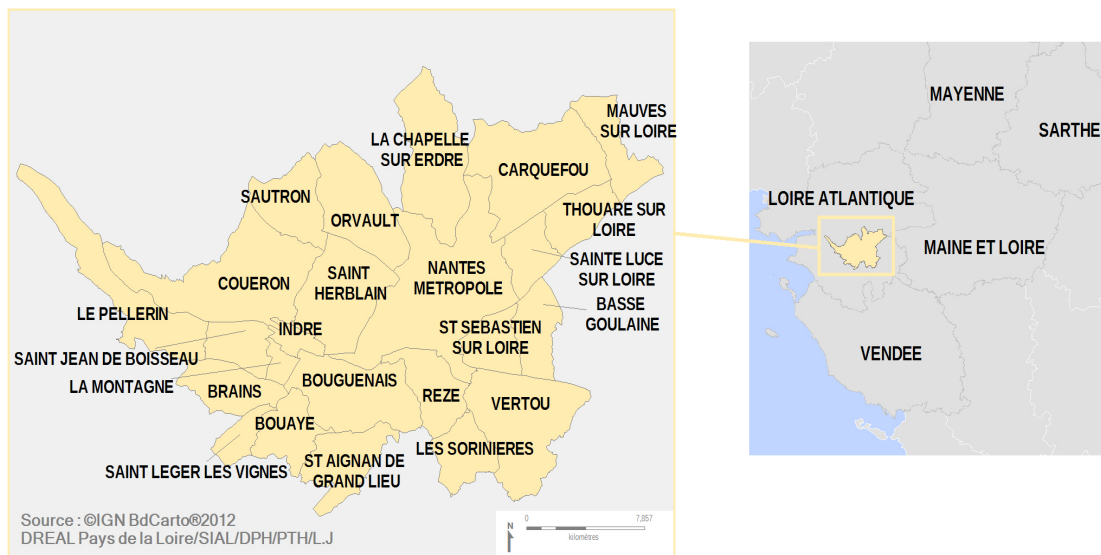 MAUVES
SUR LOIRE
LA CHAPELLE
SUR ERDRE
CARQUEFOU
SAUTRON
ORVAULT
THOUARE SUR
LOIRE
SAINTE LUCE
SUR LOIRE
COUERON
SAINT
HERBLAIN
NANTES
METROPOLE
BASSE
GOULAINE
LE PELLERIN
INDRE
ST SEBASTIEN
SUR LOIRE
SAINT JEAN DE BOISSEAU
LA MONTAGNE
BRAINS
BOUGUENAIS
REZE
VERTOU
BOUAYE
LES SORINIERES
SAINT LEGER LES VIGNES
ST AIGNAN DE
GRAND LIEU
Source : ©IGN BdCarto®2012
DREAL Pays de la Loire/SIAL/DPH/PTH/L.J
N
0
7,857
kilomètres
MAYENNE
SARTHE
LOIRE ATLANTIQUE
MAINE ET LOIRE
VENDEE